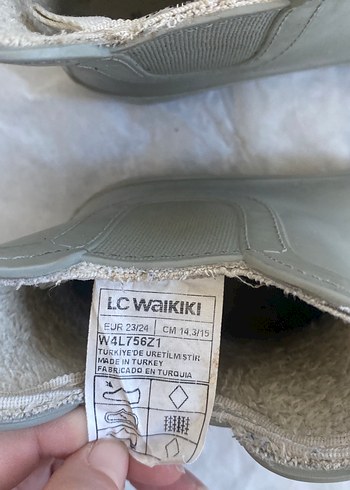 LC WAIKIKI
EUR 23/24 CM 14,3/15
W4L756Z1
TÜRKİYE'DE ÜRETİLMİŞTİR
MADE IN TURKEY
FABRICADO EN TURQUIA